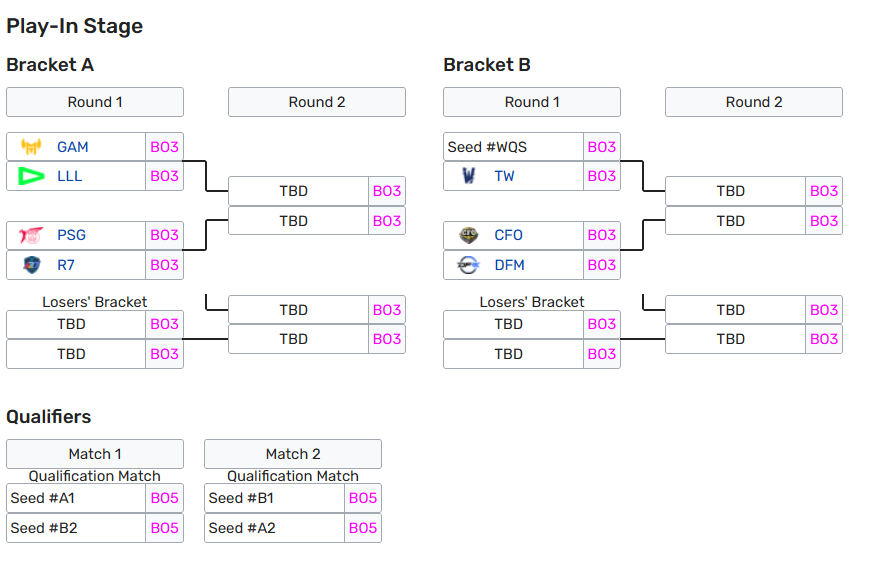 Play-In Stage
Bracket A
Round 1
Round 2
GAM BO3
LLL BO3
PSG BO3
R7 BO3
TBD BO3
TBD BO3
Losers' Bracket
TBD BO3
TBD BO3
TBD BO3
TBD BO3
Bracket B
Round 1
Round 2
Seed #WQS BO3
TW BO3
CFO BO3
DFM BO3
TBD BO3
TBD BO3
Losers' Bracket
TBD BO3
TBD BO3
TBD BO3
TBD BO3
Qualifiers
Match 1
Qualification Match
Seed #A1 BO5
Seed #B2 BO5
Match 2
Qualification Match
Seed #B1 BO5
Seed #A2 BO5